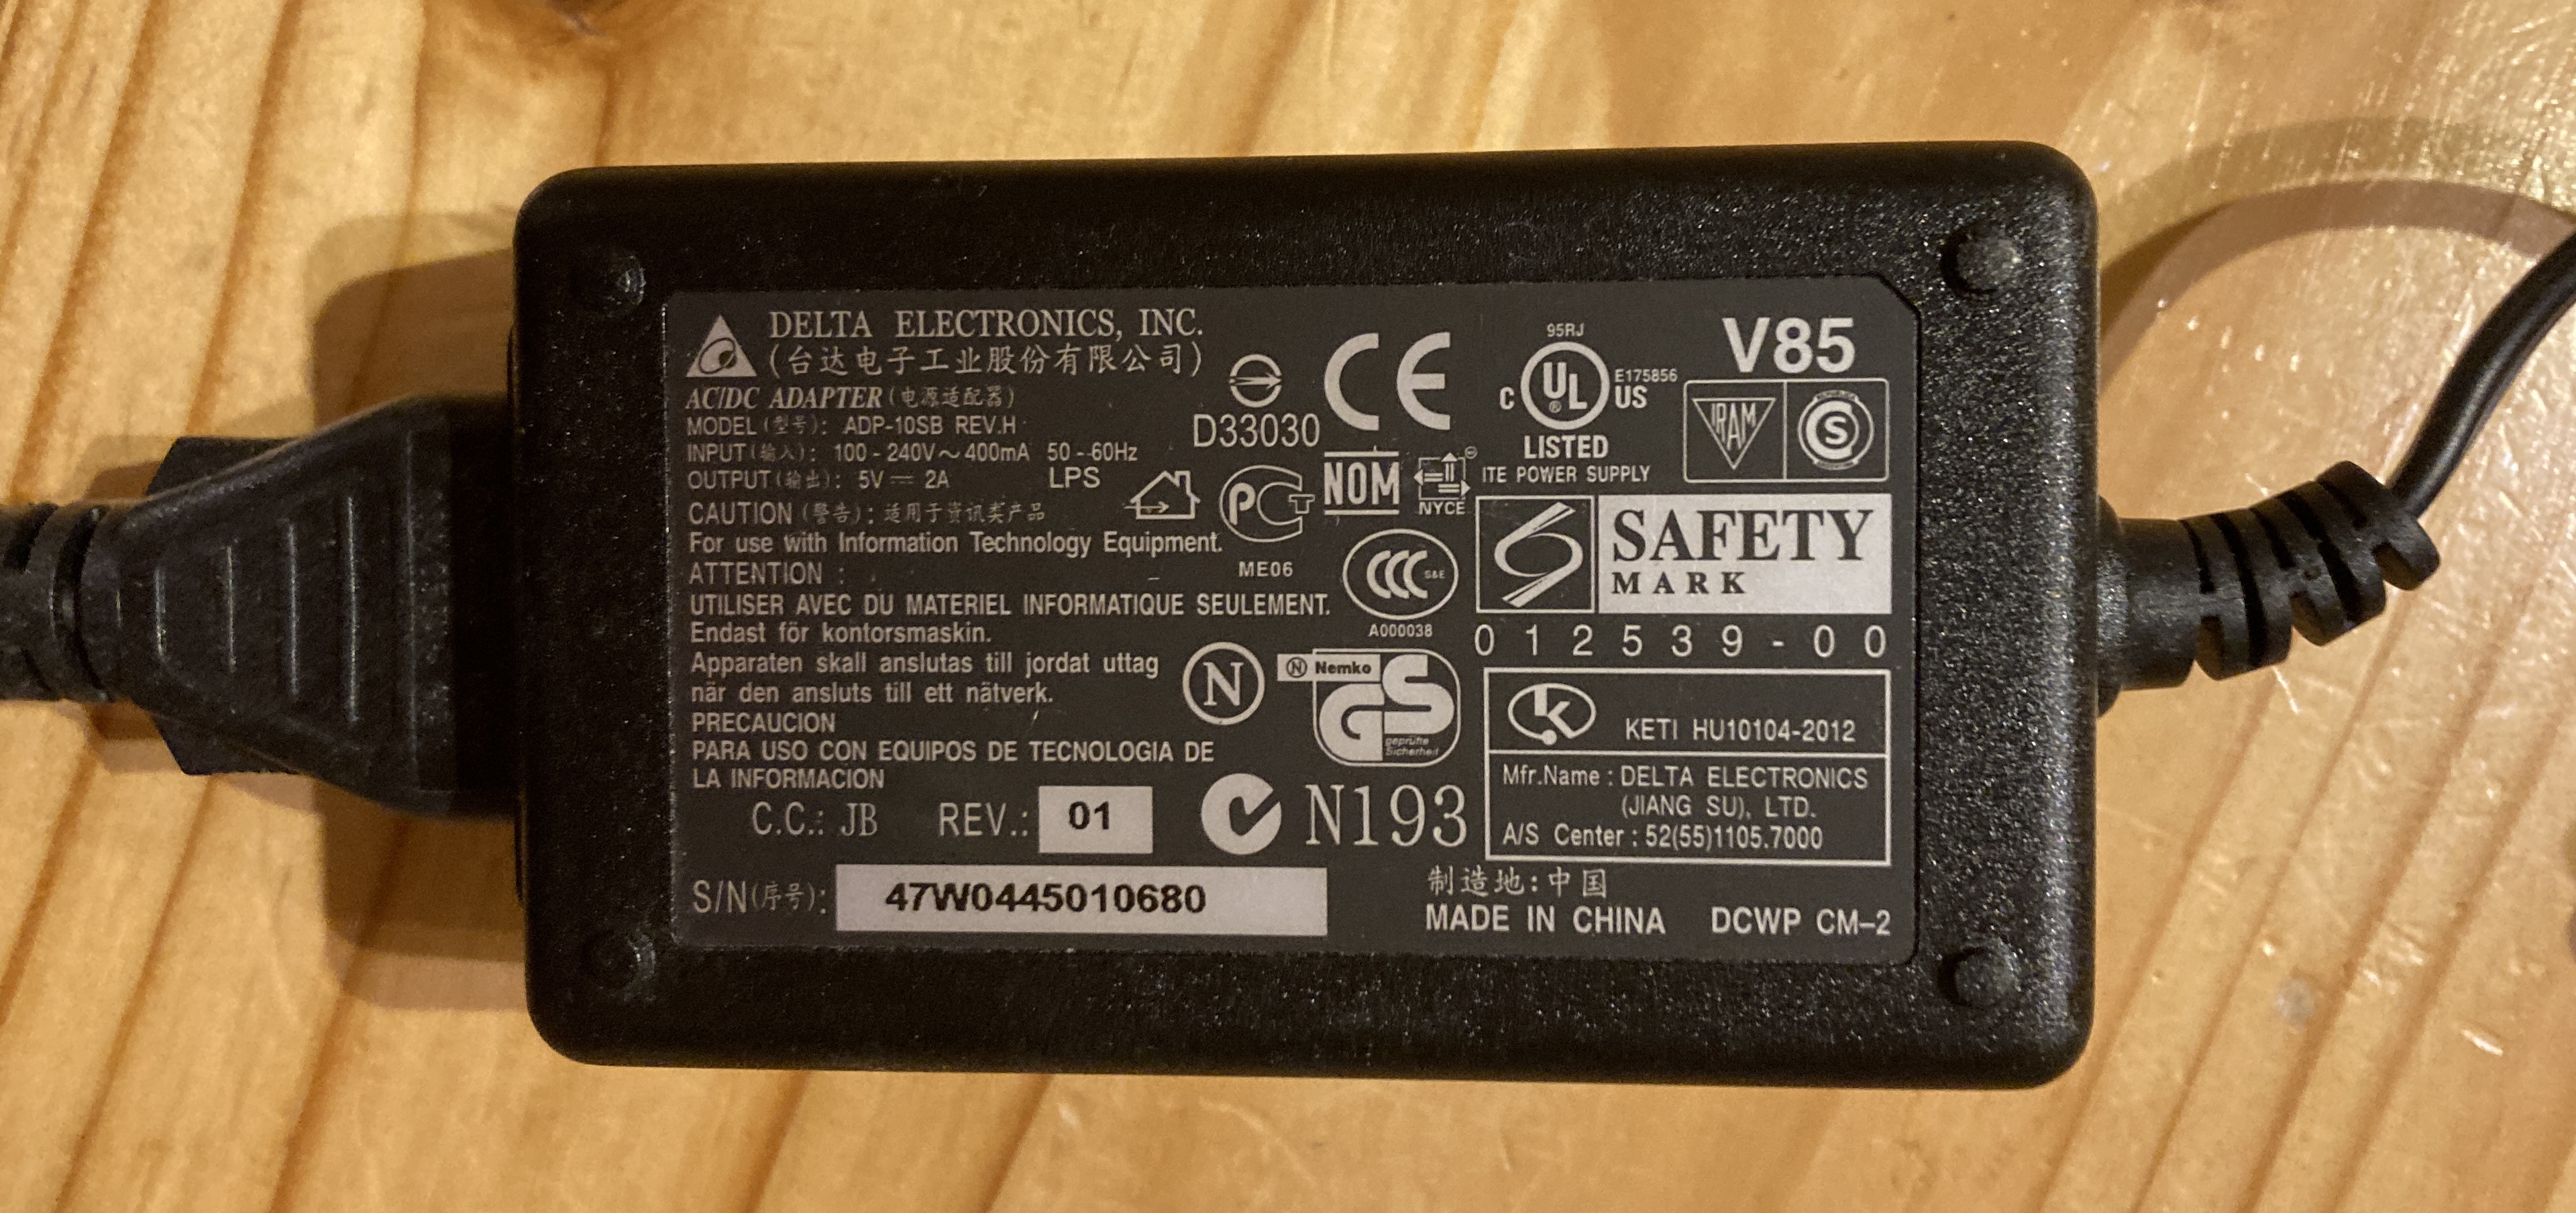 DELTA ELECTRONICS, INC.
(台达电子工业股份有限公司)
AC/DC ADAPTER (电源适配器)
MODEL (型号): ADP-10SB REV.H
INPUT (输入): 100 - 240V~400mA 50 - 60Hz
OUTPUT (输出): 5V ⎓ 2A LPS
CAUTION (警告): 适用于资讯类产品
For use with Information Technology Equipment.
ATTENTION :
UTILISER AVEC DU MATERIEL INFORMATIQUE SEULEMENT.
Endast för kontorsmaskin.
Apparaten skall anslutas till jordat uttag
när den ansluts till ett nätverk.
PRECAUCION
PARA USO CON EQUIPOS DE TECNOLOGIA DE
LA INFORMACION
C.C.: JB REV.: 01
S/N(序号): 47W0445010680
D33030
CE
PCT
ME06
NOM
NYCE
CCC S&E
A000038
N
N Nemko
GS
geprüfte
Sicherheit
N193
95RJ
C UL ® US
E175856
LISTED
ITE POWER SUPPLY
V85
IRAM
S
SAFETY
MARK
012539-00
K
KETI HU10104-2012
Mfr.Name : DELTA ELECTRONICS
(JIANG SU), LTD.
A/S Center : 52(55)1105.7000
制造地:中国
MADE IN CHINA DCWP CM-2